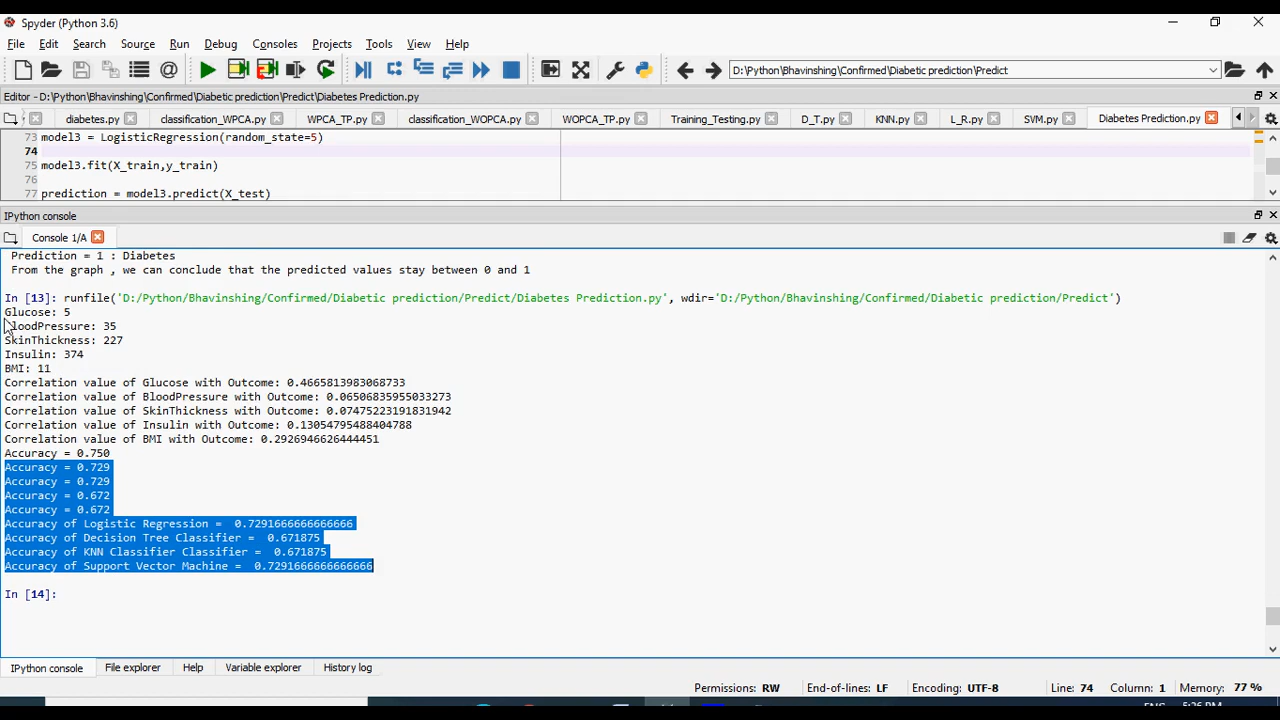 Spyder (Python 3.6)
File Edit Search Source Run Debug Consoles Projects Tools View Help
D:\Python\Bhavinshing\Confirmed\Diabetic prediction\Predict
Editor - D:\Python\Bhavinshing\Confirmed\Diabetic prediction\Predict\Diabetes Prediction.py
diabetes.py classification_WPCA.py WPCA_TP.py classification_WOPCA.py WOPCA_TP.py Training_Testing.py D_T.py KNN.py L_R.py SVM.py Diabetes Prediction.py
73 model3 = LogisticRegression(random_state=5)
74
75 model3.fit(X_train,y_train)
76
77 prediction = model3.predict(X_test)
IPython console
Console 1/A
Prediction = 1 : Diabetes
From the graph , we can conclude that the predicted values stay between 0 and 1
In [13]: runfile('D:/Python/Bhavinshing/Confirmed/Diabetic prediction/Predict/Diabetes Prediction.py', wdir='D:/Python/Bhavinshing/Confirmed/Diabetic prediction/Predict')
Glucose: 5
BloodPressure: 35
SkinThickness: 227
Insulin: 374
BMI: 11
Correlation value of Glucose with Outcome: 0.4665813983068733
Correlation value of BloodPressure with Outcome: 0.06506835955033273
Correlation value of SkinThickness with Outcome: 0.07475223191831942
Correlation value of Insulin with Outcome: 0.13054795488404788
Correlation value of BMI with Outcome: 0.2926946626444451
Accuracy = 0.750
Accuracy = 0.729
Accuracy = 0.729
Accuracy = 0.672
Accuracy = 0.672
Accuracy of Logistic Regression =  0.7291666666666666
Accuracy of Decision Tree Classifier =  0.671875
Accuracy of KNN Classifier Classifier =  0.671875
Accuracy of Support Vector Machine =  0.7291666666666666
In [14]:
IPython console File explorer Help Variable explorer History log
Permissions: RW End-of-lines: LF Encoding: UTF-8 Line: 74 Column: 1 Memory: 77 %